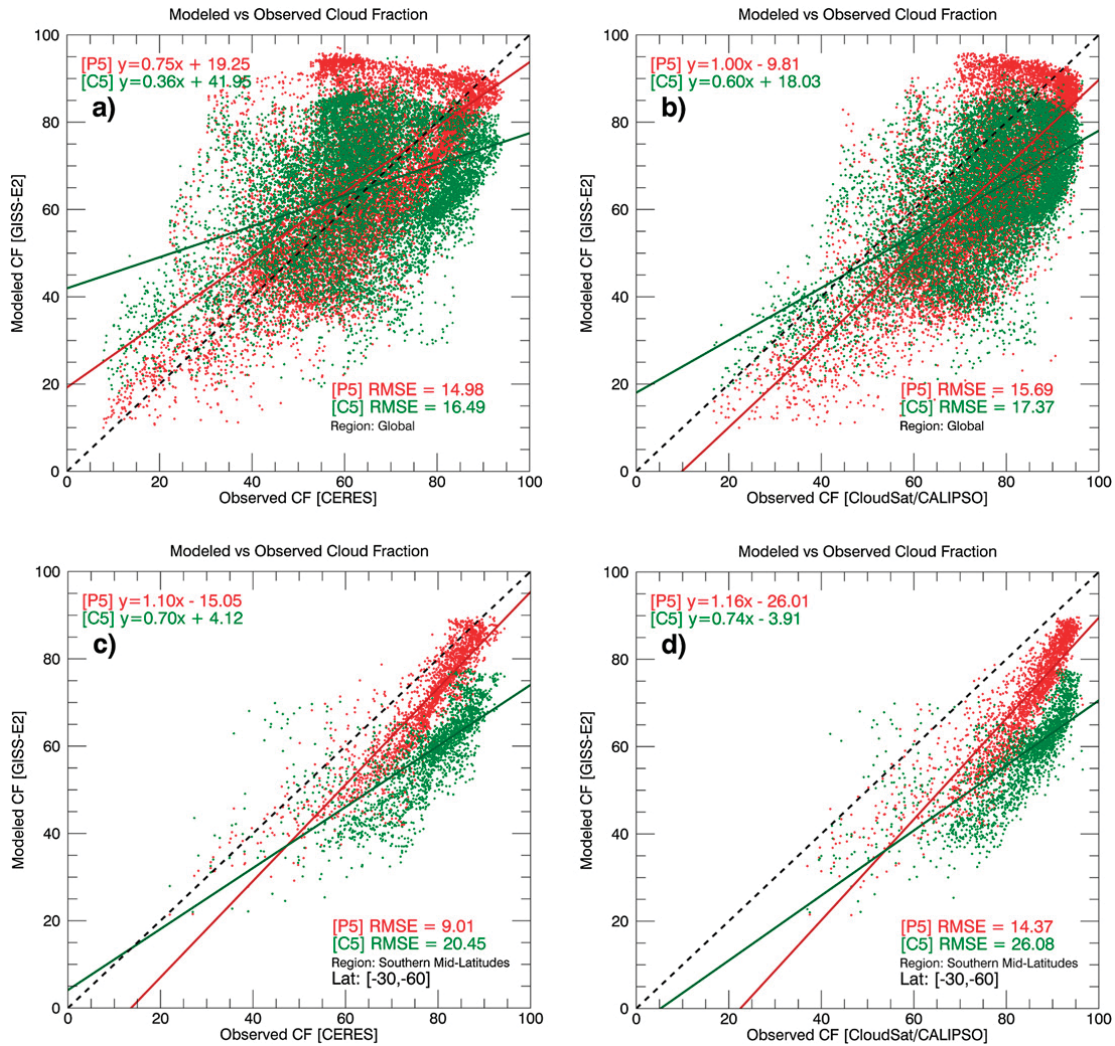 Modeled vs Observed Cloud Fraction
100
80
60
40
20
0
Modeled CF [GISS-E2]
[P5] y=0.75x + 19.25
[C5] y=0.36x + 41.95
a)
[P5] RMSE = 14.98
[C5] RMSE = 16.49
Region: Global
0 20 40 60 80 100
Observed CF [CERES]
Modeled vs Observed Cloud Fraction
100
80
60
40
20
0
Modeled CF [GISS-E2]
[P5] y=1.00x - 9.81
[C5] y=0.60x + 18.03
b)
[P5] RMSE = 15.69
[C5] RMSE = 17.37
Region: Global
0 20 40 60 80 100
Observed CF [CloudSat/CALIPSO]
Modeled vs Observed Cloud Fraction
100
80
60
40
20
0
Modeled CF [GISS-E2]
[P5] y=1.10x - 15.05
[C5] y=0.70x + 4.12
c)
[P5] RMSE = 9.01
[C5] RMSE = 20.45
Region: Southern Mid-Latitudes
Lat: [-30,-60]
0 20 40 60 80 100
Observed CF [CERES]
Modeled vs Observed Cloud Fraction
100
80
60
40
20
0
Modeled CF [GISS-E2]
[P5] y=1.16x - 26.01
[C5] y=0.74x - 3.91
d)
[P5] RMSE = 14.37
[C5] RMSE = 26.08
Region: Southern Mid-Latitudes
Lat: [-30,-60]
0 20 40 60 80 100
Observed CF [CloudSat/CALIPSO]